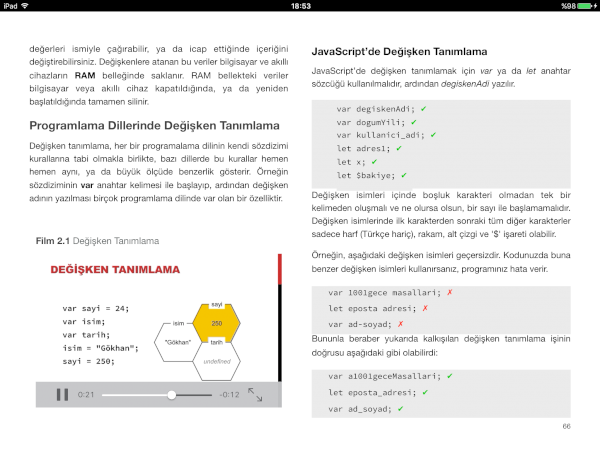 iPad
18:53
%98
değerleri ismiyle çağırabilir, ya da icap ettiğinde içeriğini
değiştirebilirsiniz. Değişkenlere atanan bu veriler bilgisayar ve akıllı
cihazların RAM belleğinde saklanır. RAM bellekteki veriler
bilgisayar veya akıllı cihaz kapatıldığında, ya da yeniden
başlatıldığında tamamen silinir.
Programlama Dillerinde Değişken Tanımlama
Değişken tanımlama, her bir programalama dilinin kendi sözdizimi
kurallarına tabi olmakla birlikte, bazı dillerde bu kurallar hemen
hemen aynı, ya da büyük ölçüde benzerlik gösterir. Örneğin
sözdiziminin var anahtar kelimesi ile başlayıp, ardından değişken
adının yazılması birçok programlama dilinde var olan bir özelliktir.
Film 2.1 Değişken Tanımlama
DEĞİŞKEN TANIMLAMA
var sayi = 24;
var isim;
var tarih;
isim = "Gökhan";
sayi = 250;
sayi
250
isim
"Gökhan"
tarih
undefined
0:21
-0:12
JavaScript'de Değişken Tanımlama
JavaScript'de değişken tanımlamak için var ya da let anahtar
sözcüğü kullanılmalıdır, ardından degiskenAdi yazılır.
var degiskenAdi; ✓
var dogumYili; ✓
var kullanici_adi; ✓
let adres1; ✓
let x; ✓
let $bakiye; ✓
Değişken isimleri içinde boşluk karakteri olmadan tek bir
kelimeden oluşmalı ve ne olursa olsun, bir sayı ile başlamamalıdır.
Değişken isimlerinde ilk karakterden sonraki tüm diğer karakterler
sadece harf (Türkçe hariç), rakam, alt çizgi ve '$' işareti olabilir.
Örneğin, aşağıdaki değişken isimleri geçersizdir. Kodunuzda buna
benzer değişken isimleri kullanırsanız, programınız hata verir.
var 1001gece masallari; ✗
let eposta adresi; ✗
var ad-soyad; ✗
Bununla beraber yukarıda kalkışılan değişken tanımlama işinin
doğrusu aşağıdaki gibi olabilirdi:
var a1001geceMasallari; ✓
let eposta_adresi; ✓
var ad_soyad; ✓
66